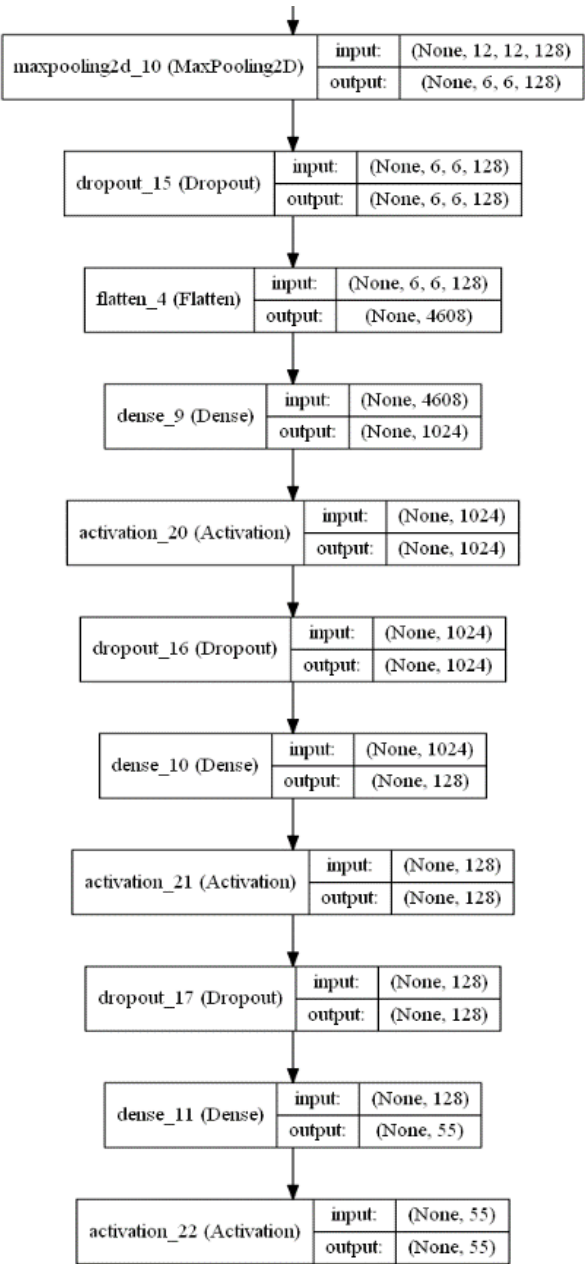 maxpooling2d_10 (MaxPooling2D) input: (None, 12, 12, 128)
output: (None, 6, 6, 128)
dropout_15 (Dropout) input: (None, 6, 6, 128)
output: (None, 6, 6, 128)
flatten_4 (Flatten) input: (None, 6, 6, 128)
output: (None, 4608)
dense_9 (Dense) input: (None, 4608)
output: (None, 1024)
activation_20 (Activation) input: (None, 1024)
output: (None, 1024)
dropout_16 (Dropout) input: (None, 1024)
output: (None, 1024)
dense_10 (Dense) input: (None, 1024)
output: (None, 128)
activation_21 (Activation) input: (None, 128)
output: (None, 128)
dropout_17 (Dropout) input: (None, 128)
output: (None, 128)
dense_11 (Dense) input: (None, 128)
output: (None, 55)
activation_22 (Activation) input: (None, 55)
output: (None, 55)